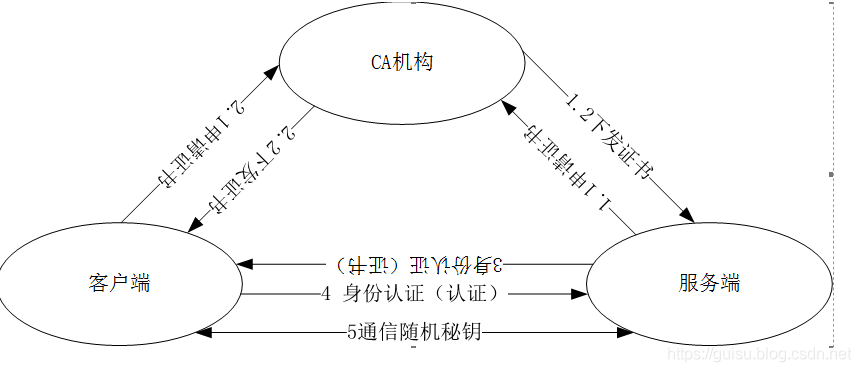 CA机构
2.1申请证书
2.2下发证书
1.1申请证书
1.2下发证书
客户端
服务端
3身份认证（证书）
4 身份认证（认证）
5通信随机秘钥
https://guisu.blog.csdn.net